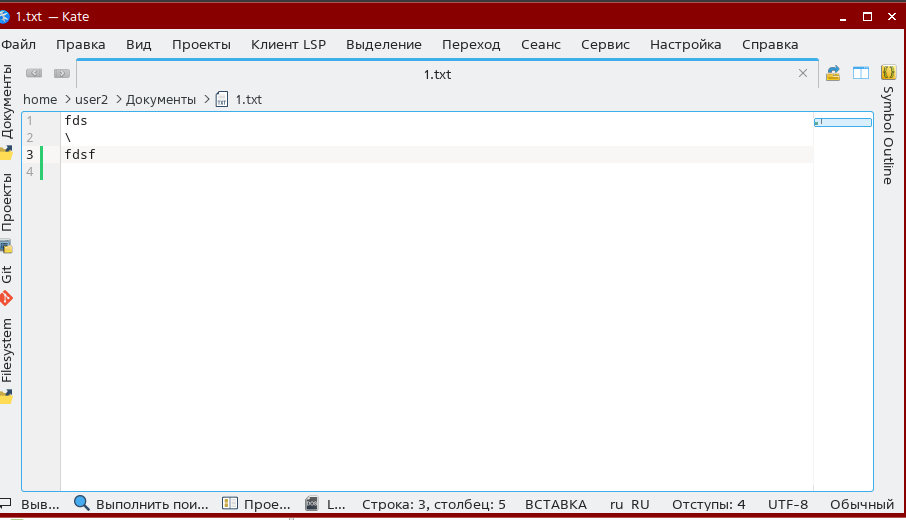 1.txt — Kate
Файл Правка Вид Проекты Клиент LSP Выделение Переход Сеанс Сервис Настройка Справка
1.txt
home > user2 > Документы > 1.txt
Документы
Проекты
Git
Filesystem
1 fds
2 \
3 fdsf
4
Symbol Outline
Выв... Выполнить пои... Прое... L... Строка: 3, столбец: 5 ВСТАВКА ru_RU Отступы: 4 UTF-8 Обычный